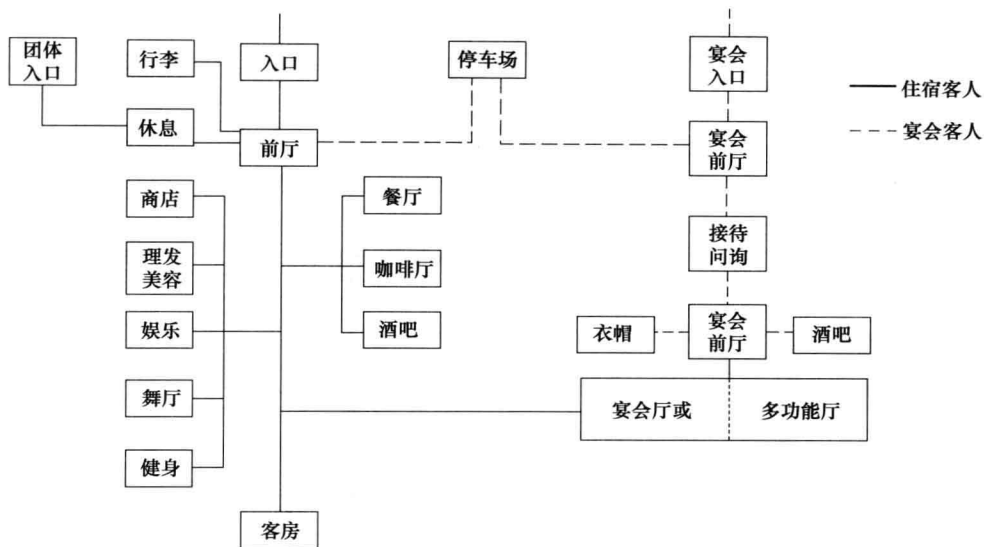 团体
入口
行李
入口
停车场
宴会
入口
住宿客人
宴会客人
休息
前厅
宴会
前厅
商店
餐厅
理发
美容
咖啡厅
接待
问询
娱乐
酒吧
衣帽
宴会
前厅
酒吧
舞厅
宴会厅或
多功能厅
健身
客房